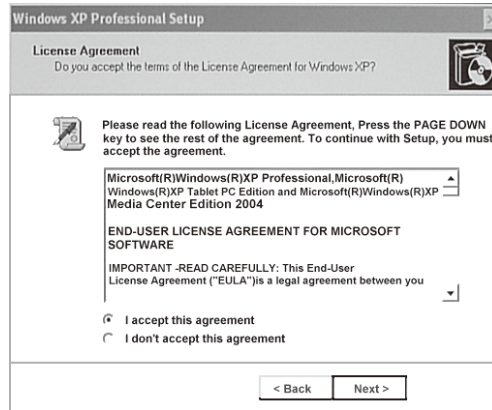 Windows XP Professional Setup
License Agreement
Do you accept the terms of the License Agreement for Windows XP?
Please read the following License Agreement, Press the PAGE DOWN
key to see the rest of the agreement. To continue with Setup, you must
accept the agreement.
Microsoft(R)Windows(R)XP Professional,Microsoft(R)
Windows(R)XP Tablet PC Edition and Microsoft(R)Windows(R)XP
Media Center Edition 2004
END-USER LICENSE AGREEMENT FOR MICROSOFT
SOFTWARE
IMPORTANT -READ CAREFULLY: This End-User
License Agreement ("EULA")is a legal agreement between you
I accept this agreement
I don't accept this agreement
< Back
Next >